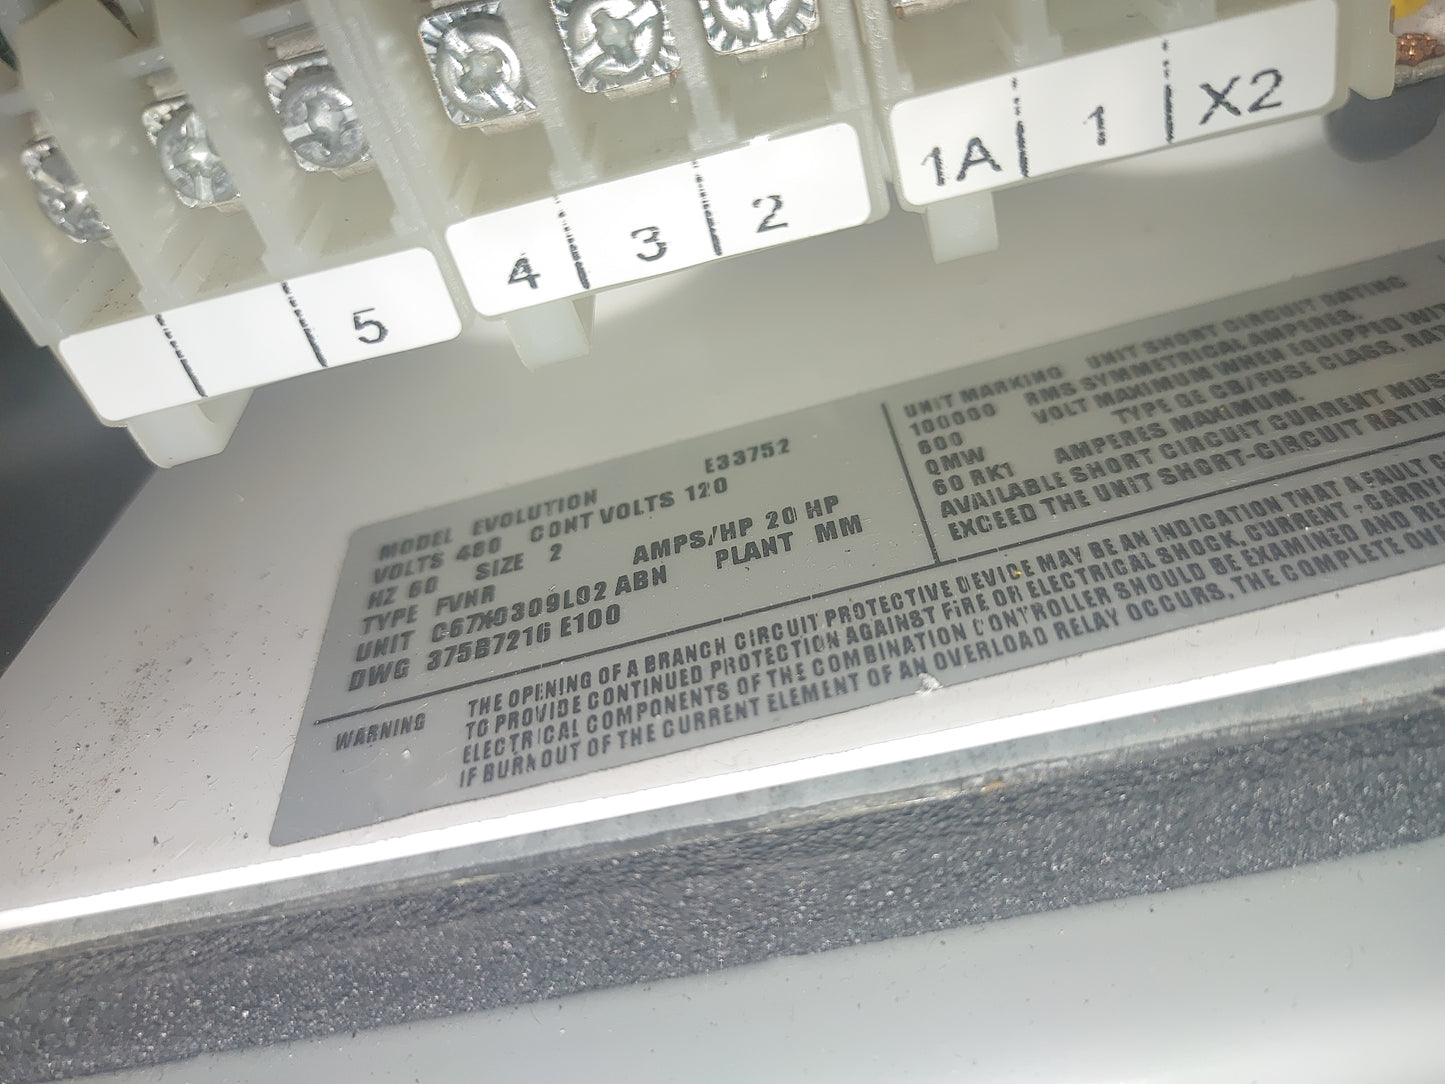 1A 1 X2
4 3 2
5
MODEL EVOLUTION E33752
VOLTS 480 CONT VOLTS 120
HZ 60 SIZE 2 AMPS/HP 20 HP
TYPE FVNR PLANT MM
UNIT C67X0309L02 ABN
DWG 375B7216 E100
UNIT MARKING UNIT SHORT CIRCUIT RATING
100000 RMS SYMMETRICAL AMPERES.
600 VOLT MAXIMUM WHEN EQUIPPED
QMW TYPE OE CB/FUSE CLASS,
60 RK1 AMPERES MAXIMUM.
AVAILABLE SHORT CIRCUIT CURRENT
EXCEED THE UNIT SHORT-CIRCUIT
WARNING THE OPENING OF A BRANCH CIRCUIT PROTECTIVE DEVICE MAY BE AN INDICATION THAT A FAULT
TO PROVIDE CONTINUED PROTECTION AGAINST FIRE OR ELECTRICAL SHOCK, CURRENT-
ELECTRICAL COMPONENTS OF THE COMBINATION CONTROLLER SHOULD BE EXAMINED AND
IF BURNOUT OF THE CURRENT ELEMENT OF AN OVERLOAD RELAY OCCURS, THE COMPLETE